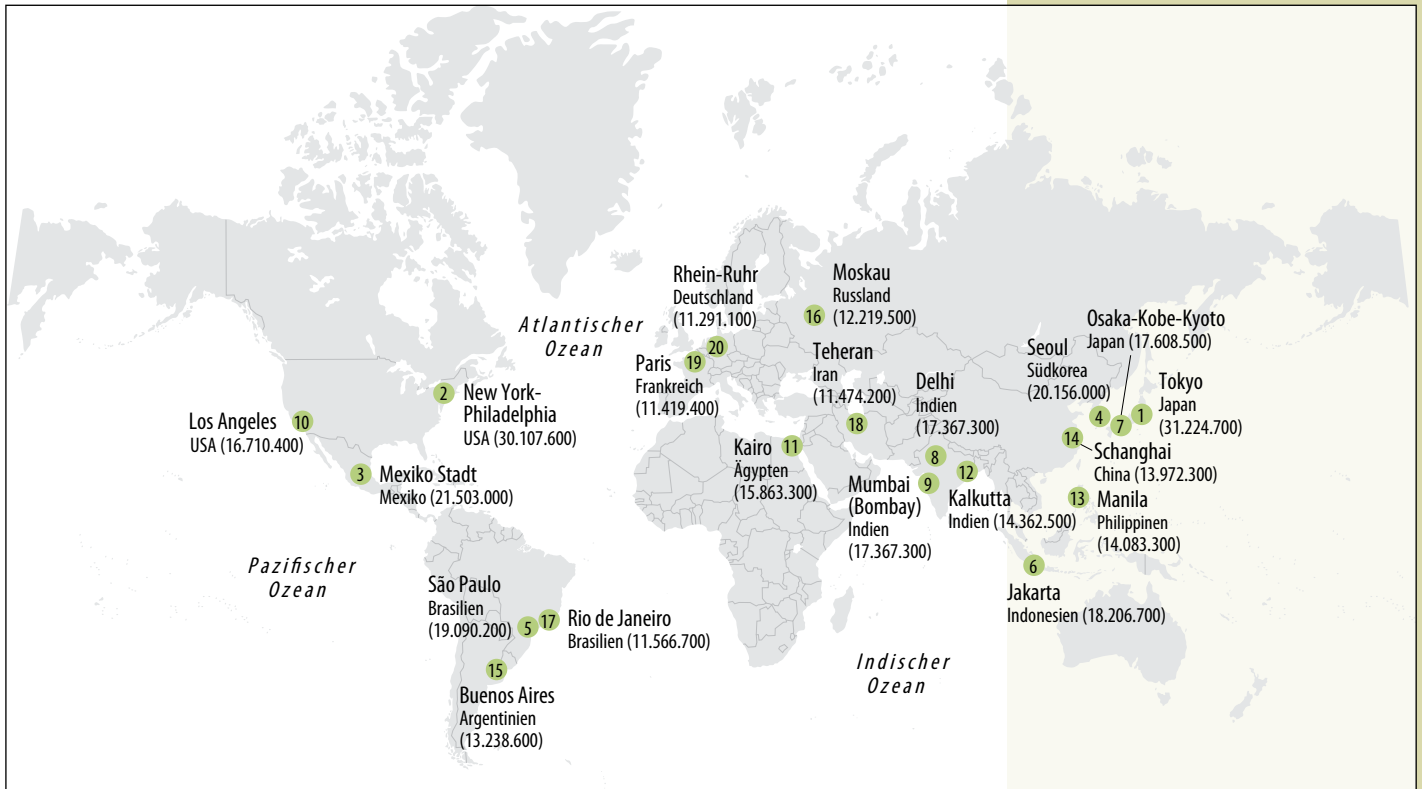 Rhein-Ruhr
Deutschland
(11.291.100)
20
Moskau
Russland
(12.219.500)
16
Atlantischer
Ozean
Paris
Frankreich
(11.419.400)
19
Teheran
Iran
(11.474.200)
18
Delhi
Indien
(17.367.300)
8
Seoul
Südkorea
(20.156.000)
4
Osaka-Kobe-Kyoto
Japan (17.608.500)
7
Tokyo
Japan
(31.224.700)
1
2
New York-
Philadelphia
USA (30.107.600)
Los Angeles
USA (16.710.400)
10
3
Mexiko Stadt
Mexiko (21.503.000)
Kairo
Ägypten
(15.863.300)
11
Mumbai
(Bombay)
Indien
(17.367.300)
9
12
Kalkutta
Indien (14.362.500)
14
Schanghai
China (13.972.300)
13
Manila
Philippinen
(14.083.300)
Pazifischer
Ozean
São Paulo
Brasilien
(19.090.200)
5
17
Rio de Janeiro
Brasilien (11.566.700)
15
Buenos Aires
Argentinien
(13.238.600)
6
Jakarta
Indonesien (18.206.700)
Indischer
Ozean